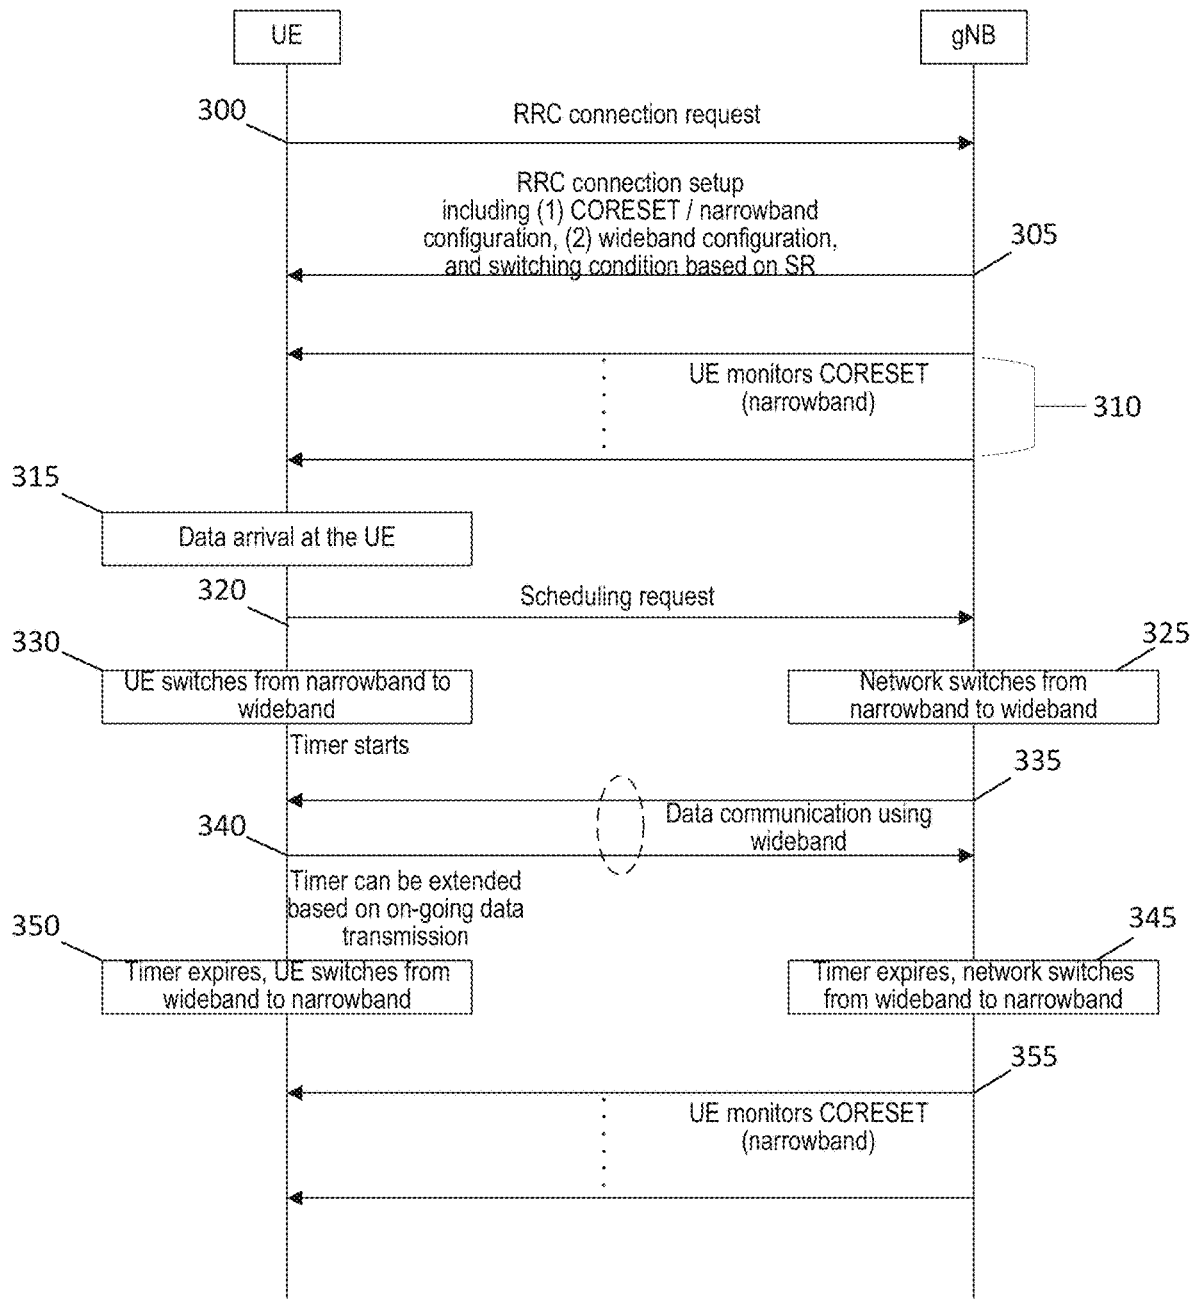 UE
gNB
300
RRC connection request
RRC connection setup
including (1) CORESET / narrowband
configuration, (2) wideband configuration,
and switching condition based on SR
305
UE monitors CORESET
(narrowband)
310
315
Data arrival at the UE
320
Scheduling request
330
UE switches from narrowband to
wideband
325
Network switches from
narrowband to wideband
Timer starts
335
Data communication using
wideband
340
Timer can be extended
based on on-going data
transmission
350
Timer expires, UE switches from
wideband to narrowband
345
Timer expires, network switches
from wideband to narrowband
355
UE monitors CORESET
(narrowband)